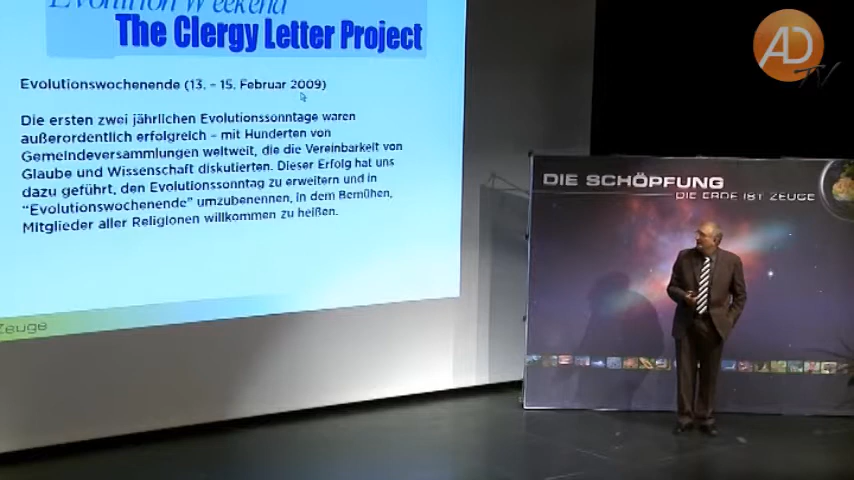 Evolution Weekend
The Clergy Letter Project
Evolutionswochenende (13. - 15. Februar 2009)
Die ersten zwei jährlichen Evolutionssonntage waren
außerordentlich erfolgreich - mit Hunderten von
Gemeindeversammlungen weltweit, die die Vereinbarkeit von
Glaube und Wissenschaft diskutierten. Dieser Erfolg hat uns
dazu geführt, den Evolutionssonntag zu erweitern und in
"Evolutionswochenende" umzubenennen, in dem Bemühen,
Mitglieder aller Religionen willkommen zu heißen.
Zeuge
AD
TV
DIE SCHÖPFUNG
DIE ERDE IST ZEUGE